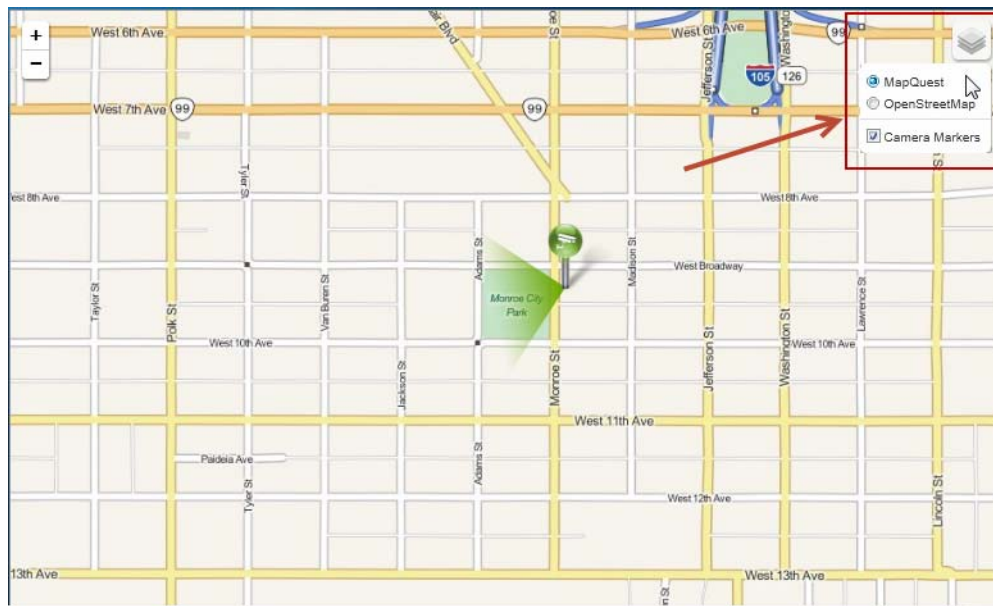 +
−
West 6th Ave
Blvd
West 6th Ave
99
Jefferson St
Washington
105
126
MapQuest
OpenStreetMap
Camera Markers
West 7th Ave
99
99
Tyler St
West 8th Ave
Adams St
Madison St
West Broadway
Taylor St
Polk St
Van Buren St
Monroe City
Park
Lawrence St
West 10th Ave
West 10th Ave
Jackson St
Monroe St
Jefferson St
Washington St
West 11th Ave
Paideia Ave
Tyler St
Adams St
West 12th Ave
Lincoln St
13th Ave
West 13th Ave